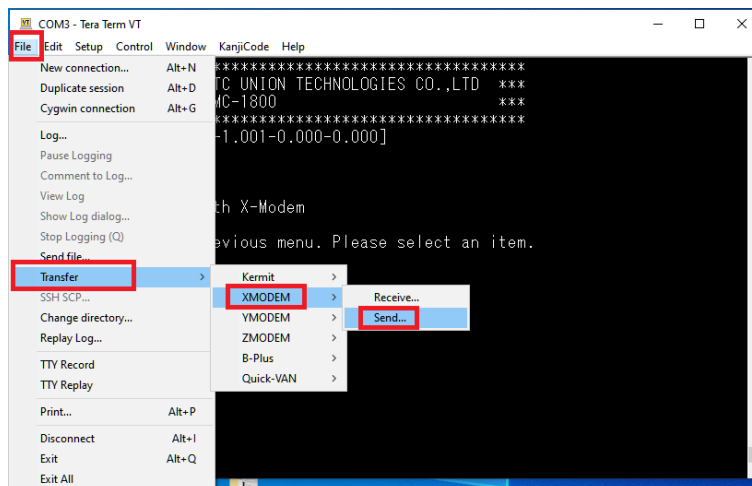 COM3 - Tera Term VT
File Edit Setup Control Window KanjiCode Help
New connection... Alt+N
Duplicate session Alt+D
Cygwin connection Alt+G
Log...
Pause Logging
Comment to Log...
View Log
Show Log dialog...
Stop Logging (Q)
Send file...
Transfer
SSH SCP...
Change directory...
Replay Log...
TTY Record
TTY Replay
Print... Alt+P
Disconnect Alt+I
Exit Alt+Q
Exit All
Kermit
XMODEM
YMODEM
ZMODEM
B-Plus
Quick-VAN
Receive...
Send...
***********************************
TC UNION TECHNOLOGIES CO.,LTD ***
MC-1800 ***
***********************************
-1.001-0.000-0.000]
th X-Modem
evious menu. Please select an item.